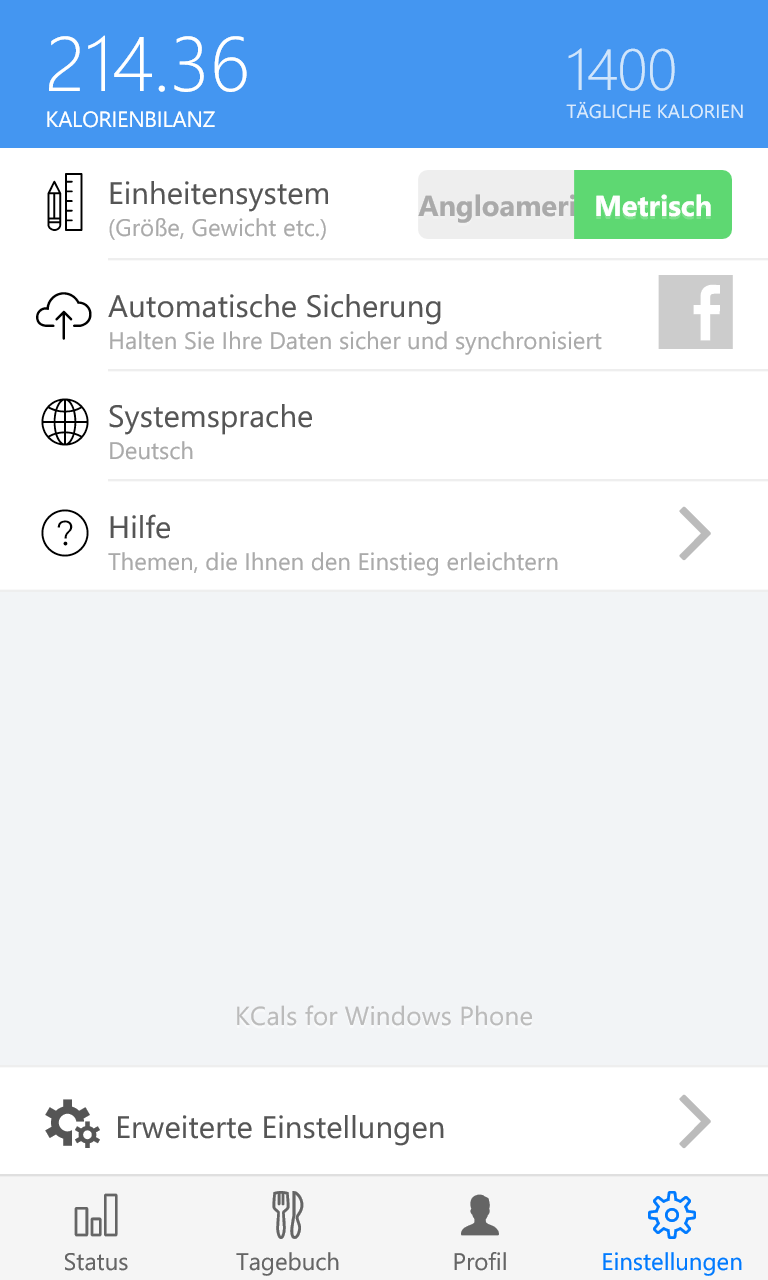 214.36
1400
KALORIENBILANZ
TÄGLICHE KALORIEN
Einheitensystem
(Größe, Gewicht etc.)
Angloameri
Metrisch
Automatische Sicherung
Halten Sie Ihre Daten sicher und synchronisiert
Systemsprache
Deutsch
Hilfe
Themen, die Ihnen den Einstieg erleichtern
KCals for Windows Phone
Erweiterte Einstellungen
Status
Tagebuch
Profil
Einstellungen